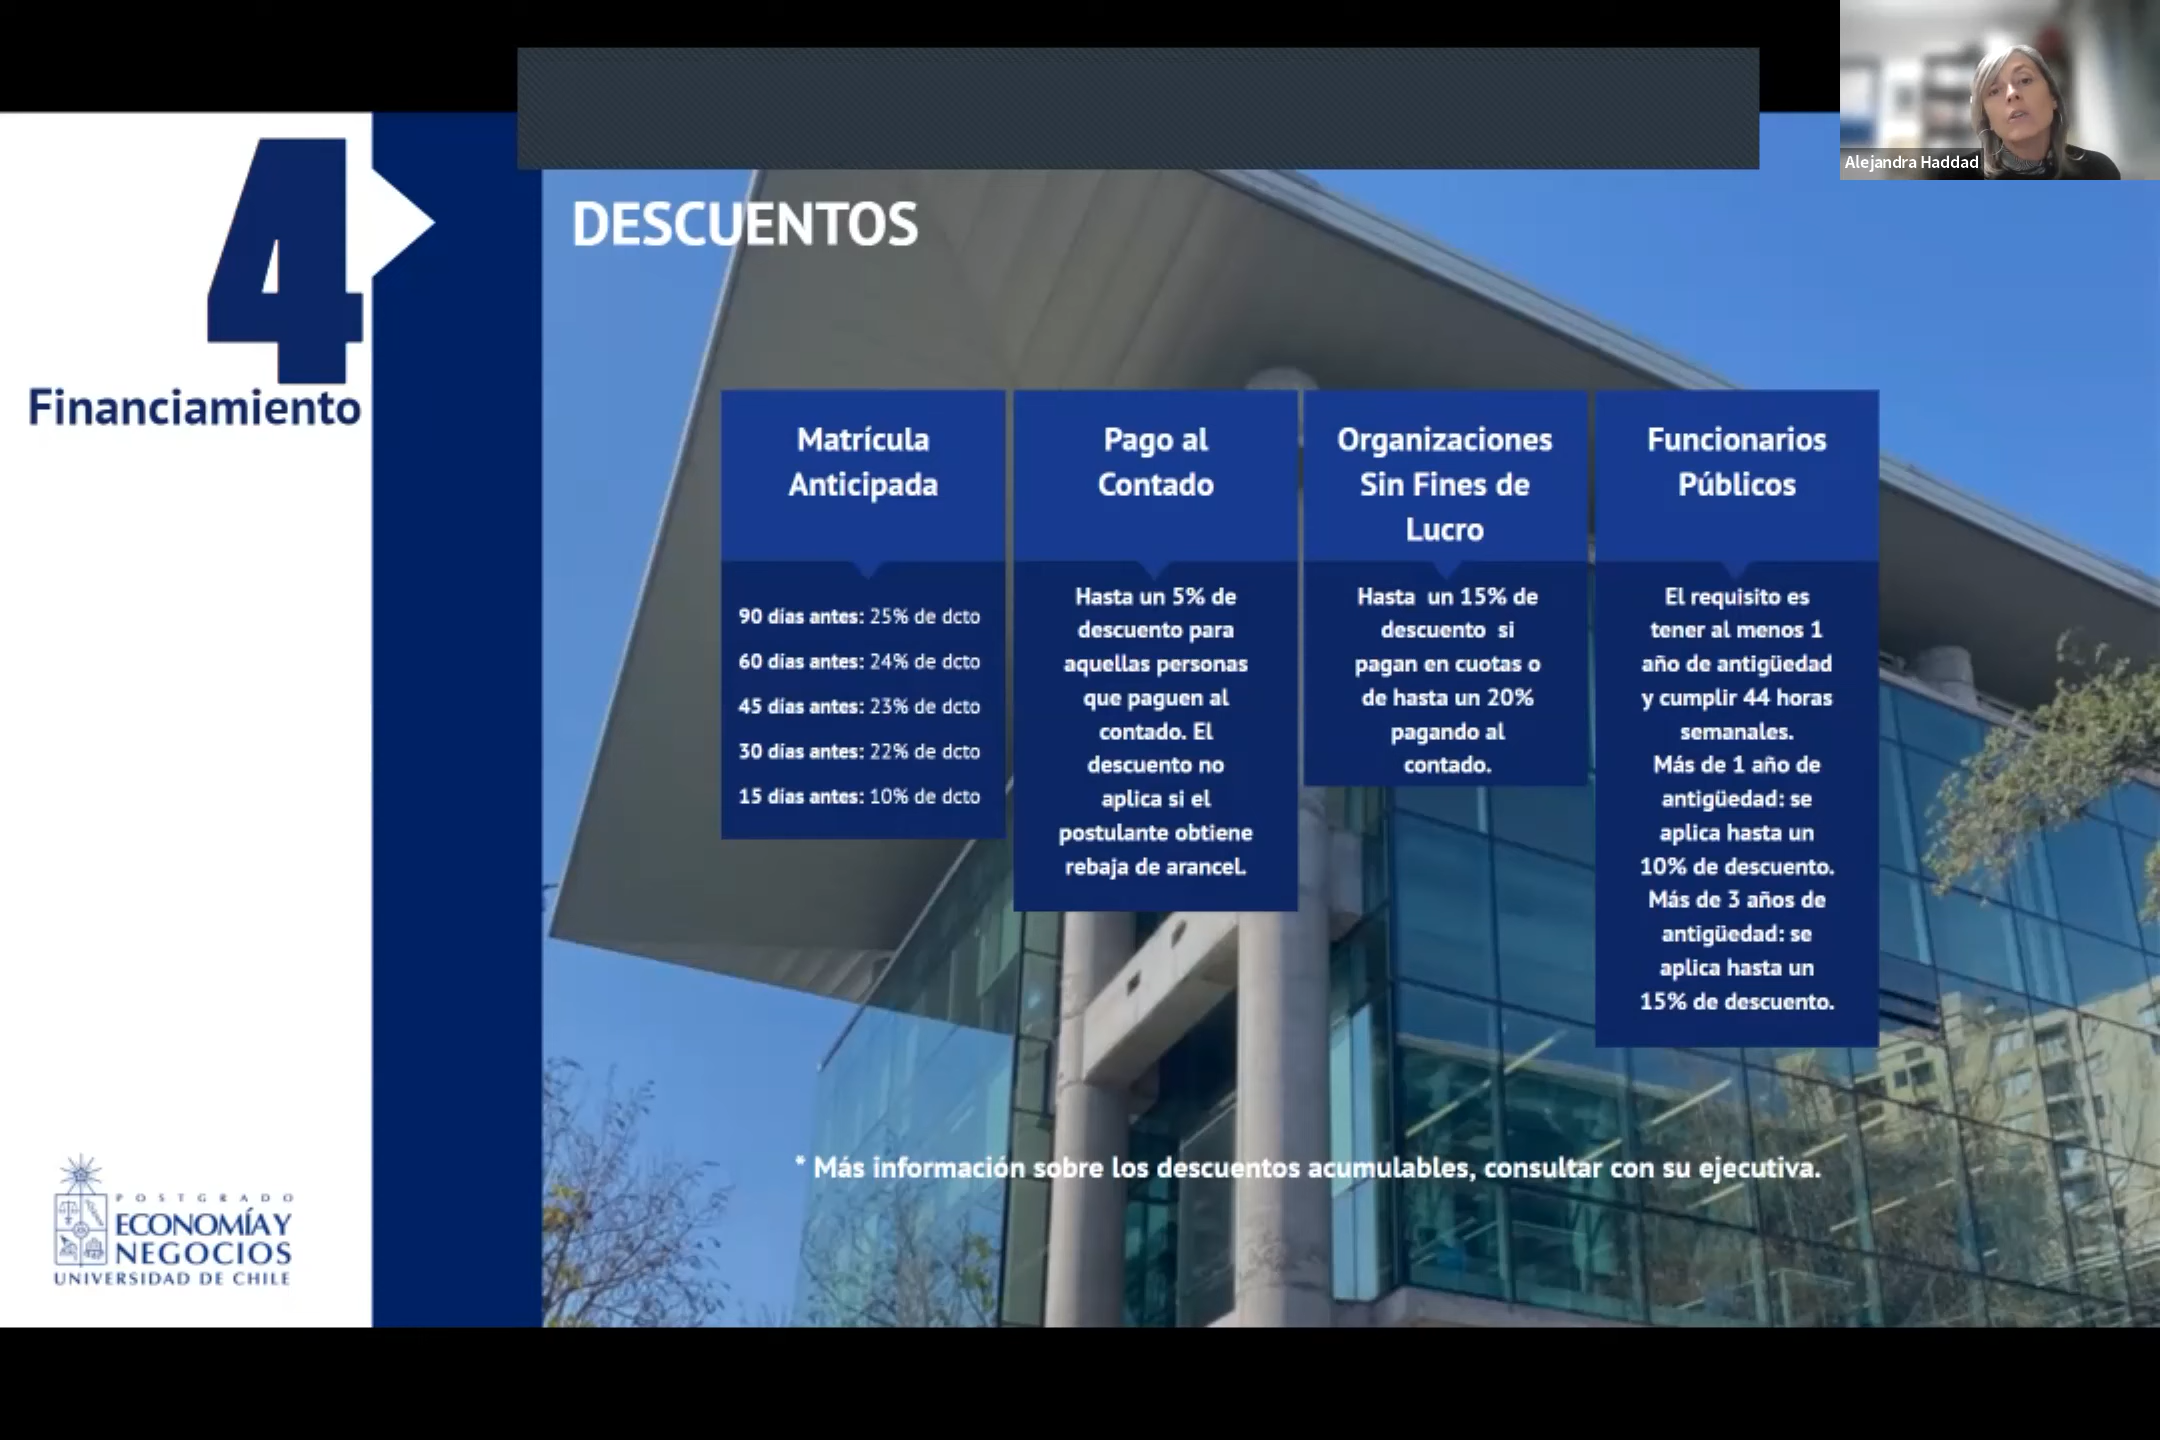 Alejandra Haddad
4
Financiamiento
DESCUENTOS
Matrícula
Anticipada
90 días antes: 25% de dcto
60 días antes: 24% de dcto
45 días antes: 23% de dcto
30 días antes: 22% de dcto
15 días antes: 10% de dcto
Pago al
Contado
Hasta un 5% de
descuento para
aquellas personas
que paguen al
contado. El
descuento no
aplica si el
postulante obtiene
rebaja de arancel.
Organizaciones
Sin Fines de
Lucro
Hasta un 15% de
descuento si
pagan en cuotas o
de hasta un 20%
pagando al
contado.
Funcionarios
Públicos
El requisito es
tener al menos 1
año de antigüedad
y cumplir 44 horas
semanales.
Más de 1 año de
antigüedad: se
aplica hasta un
10% de descuento.
Más de 3 años de
antigüedad: se
aplica hasta un
15% de descuento.
* Más información sobre los descuentos acumulables, consultar con su ejecutiva.
POSTGRADO
ECONOMÍA Y
NEGOCIOS
UNIVERSIDAD DE CHILE